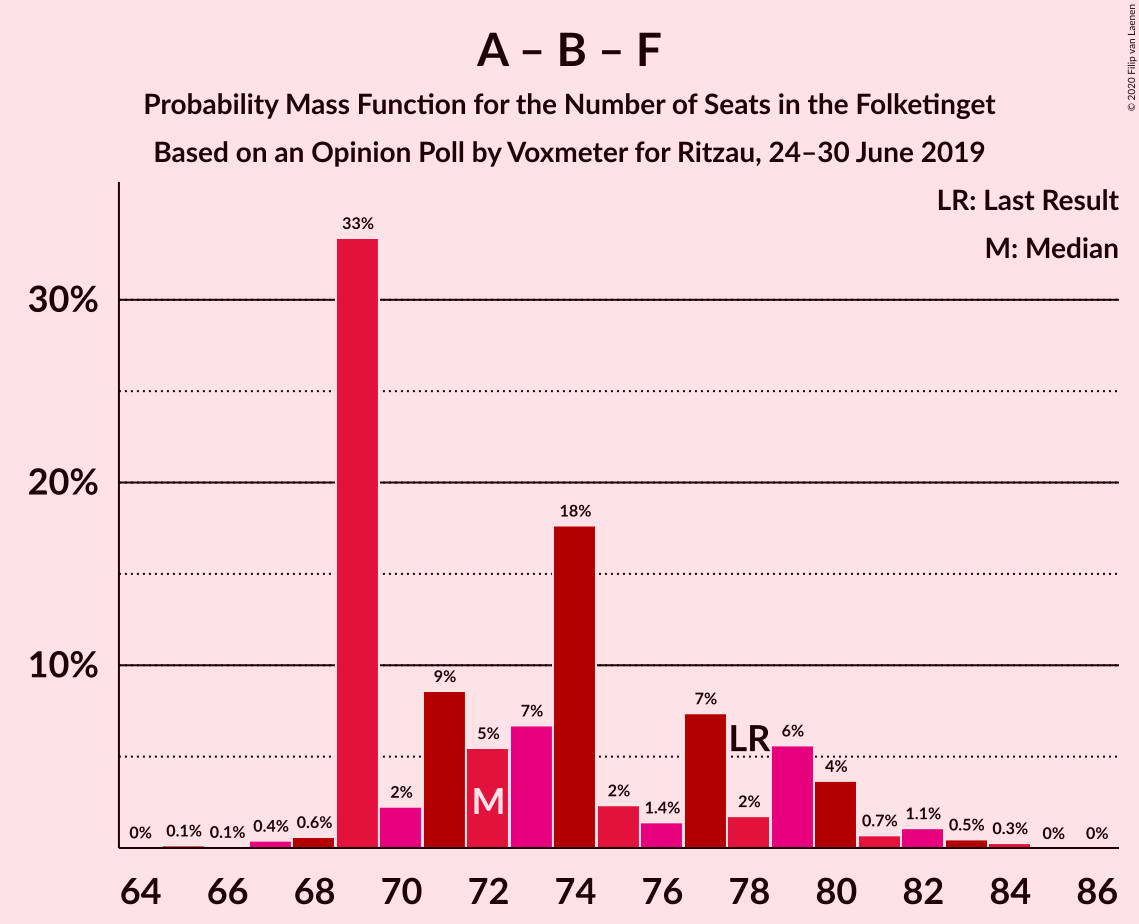 A – B – F
Probability Mass Function for the Number of Seats in the Folketinget
Based on an Opinion Poll by Voxmeter for Ritzau, 24–30 June 2019
© 2020 Filip van Laenen
LR: Last Result
M: Median
30%
20%
10%
0%
0.1%
0.1%
0.4%
0.6%
33%
2%
9%
5%
7%
18%
2%
1.4%
7%
2%
6%
4%
0.7%
1.1%
0.5%
0.3%
0%
0%
M
LR
64 66 68 70 72 74 76 78 80 82 84 86